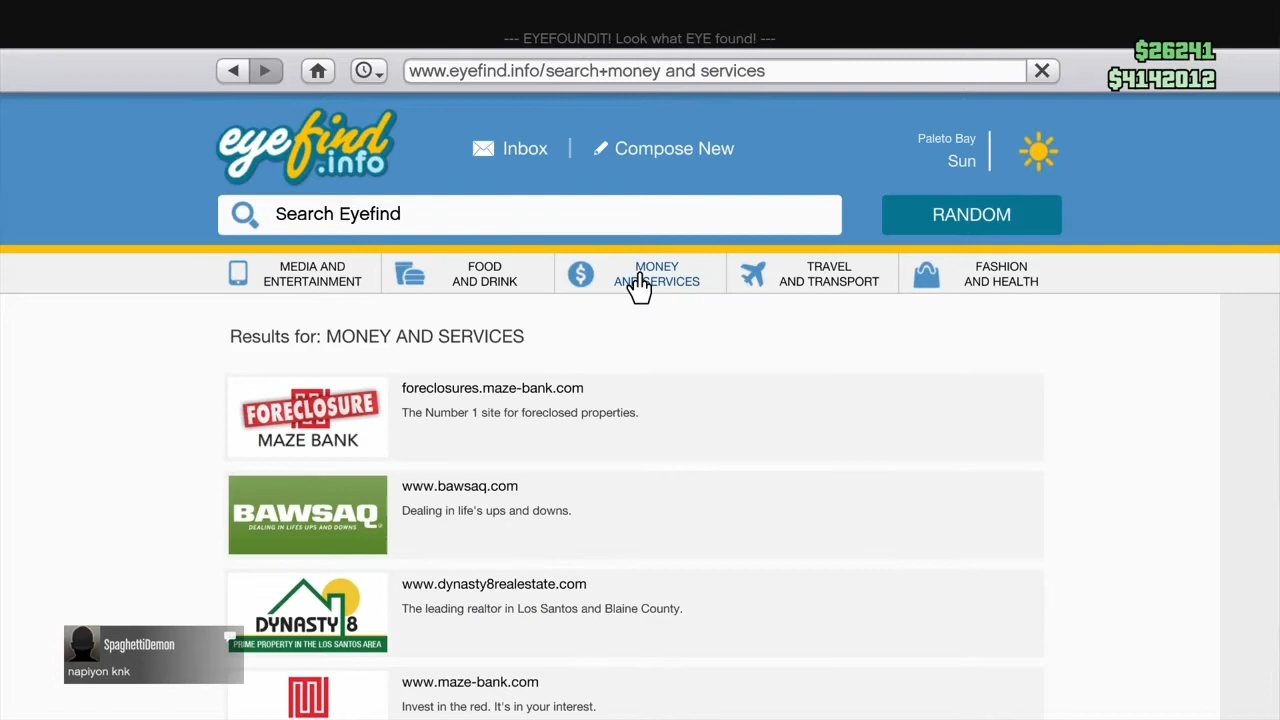 --- EYEFOUNDIT! Look what EYE found! ---
$26241
www.eyefind.info/search+money and services
$4142012
eyefind
.info
Inbox
Compose New
Paleto Bay
Sun
Search Eyefind
RANDOM
MEDIA AND
ENTERTAINMENT
FOOD
AND DRINK
MONEY
AND SERVICES
TRAVEL
AND TRANSPORT
FASHION
AND HEALTH
Results for: MONEY AND SERVICES
FORECLOSURE
MAZE BANK
foreclosures.maze-bank.com
The Number 1 site for foreclosed properties.
BAWSAQ
DEALING IN LIFE'S UPS AND DOWNS
www.bawsaq.com
Dealing in life's ups and downs.
DYNASTY 8
PRIME PROPERTY IN THE LOS SANTOS AREA
www.dynasty8realestate.com
The leading realtor in Los Santos and Blaine County.
SpaghettiDemon
napiyon knk
www.maze-bank.com
Invest in the red. It's in your interest.